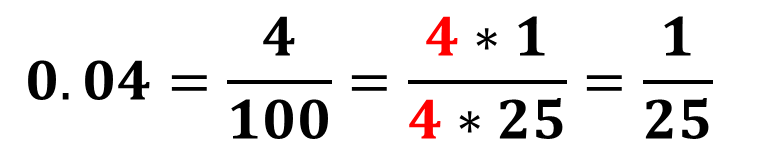 0.04 = 4/100 = 4 * 1/4 * 25 = 1/25